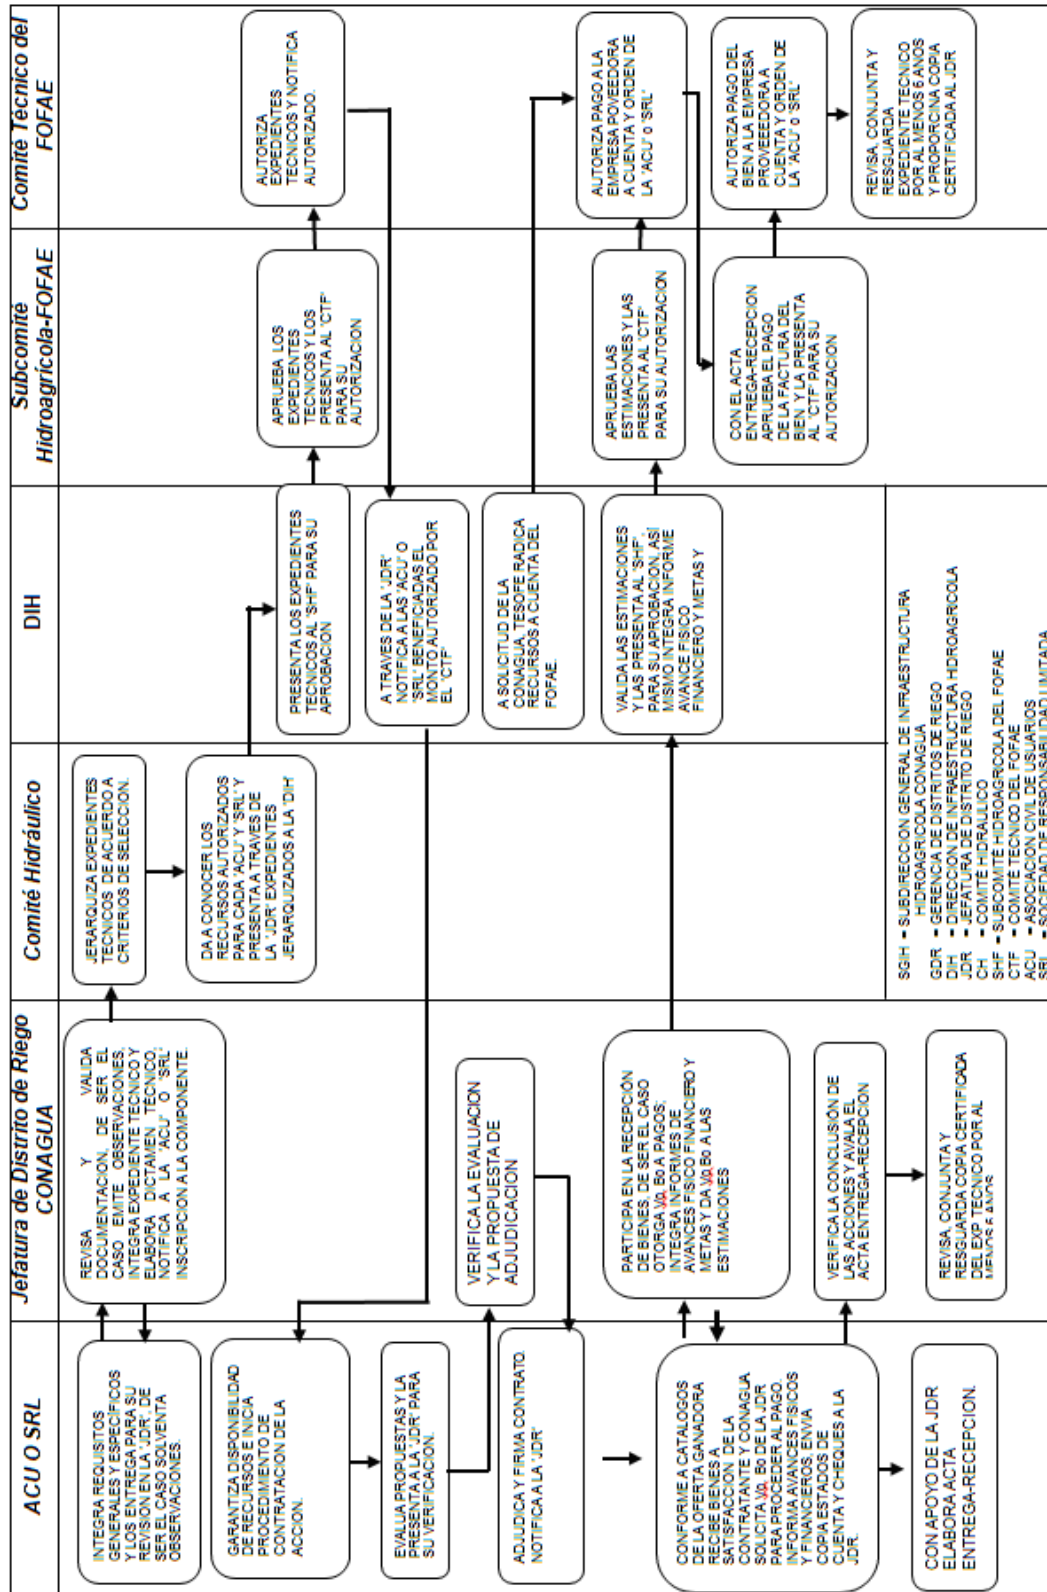 ACU O SRL
Jefatura de Distrito de Riego
CONAGUA
Comité Hidráulico
DIH
Subcomité
Hidroagrícola-FOFAE
Comité Técnico del
FOFAE
INTEGRA REQUISITOS
GENERALES Y ESPECIFICOS
Y LOS ENTREGA PARA SU
REVISION EN LA "JDR", DE
SER EL CASO SOLVENTA
OBSERVACIONES.
GARANTIZA DISPONIBILIDAD
DE RECURSOS E INICIA
PROCEDIMIENTO DE
CONTRATACION DE LA
ACCION.
EVALUA PROPUESTAS Y LA
PRESENTA A LA "JDR" PARA
SU VERIFICACION.
ADJUDICA Y FIRMA CONTRATO.
NOTIFICA A LA "JDR"
CONFORME A CATALOGOS
DE LA OFERTA GANADORA
RECIBE BIENES A
SATISFACCION DE LA
CONTRATANTE Y CONAGUA
SOLICITA Vo. Bo DE LA JDR
PARA PROCEDER AL PAGO.
INFORMA AVANCES FISICOS
Y FINANCIEROS, ENVIA
COPIA ESTADOS DE
CUENTA Y CHEQUES A LA
JDR.
CON APOYO DE LA JDR
ELABORA ACTA
ENTREGA-RECEPCION.
REVISA Y VALIDA
DOCUMENTACION, DE SER EL
CASO EMITE OBSERVACIONES,
INTEGRA EXPEDIENTE TECNICO Y
ELABORA DICTAMEN TÉCNICO,
NOTIFICA A LA "ACU" O "SRL"
INSCRIPCION A LA COMPONENTE.
VERIFICA LA EVALUACION
Y LA PROPUESTA DE
ADJUDICACION
PARTICIPA EN LA RECEPCIÓN
DE BIENES, DE SER EL CASO
OTORGA Vo. Bo A PAGOS;
INTEGRA INFORMES DE
AVANCES FISICO FINANCIERO Y
METAS Y DA Vo. Bo A LAS
ESTIMACIONES
VERIFICA LA CONCLUSIÓN DE
LAS ACCIONES Y AVALA EL
ACTA ENTREGA-RECEPCION
REVISA, CONJUNTA Y
RESGUARDA COPIA CERTIFICADA
DEL EXP TECNICO POR AL
MENOS 6 AÑOS
JERARQUIZA EXPEDIENTES
TECNICOS DE ACUERDO A
CRITERIOS DE SELECCION.
DA A CONOCER LOS
RECURSOS AUTORIZADOS
PARA CADA "ACU" Y "SRL" Y
PRESENTA A TRAVES DE
LA "JDR" EXPEDIENTES
JERARQUIZADOS A LA "DIH"
PRESENTA LOS EXPEDIENTES
TECNICOS AL "SHF" PARA SU
APROBACION
A TRAVES DE LA "JDR"
NOTIFICA A LAS "ACU" O
"SRL" BENEFICIADAS EL
MONTO AUTORIZADO POR
EL "CTF"
A SOLICITUD DE LA
CONAGUA, TESOFE RADICA
RECURSOS A CUENTA DEL
FOFAE.
VALIDA LAS ESTIMACIONES
Y LAS PRESENTA AL "SHF",
PARA SU APROBACION, ASÍ
MISMO INTEGRA INFORME
AVANCE FÍSICO
FINANCIERO Y METAS Y
APRUEBA LOS
EXPEDIENTES
TECNICOS Y LOS
PRESENTA AL "CTF"
PARA SU
AUTORIZACION
APRUEBA LAS
ESTIMACIONES Y LAS
PRESENTA AL "CTF"
PARA SU AUTORIZACION
CON EL ACTA
ENTREGA-RECEPCION
APRUEBA EL PAGO
DE LA FACTURA DEL
BIEN Y LA PRESENTA
AL "CTF" PARA SU
AUTORIZACION
AUTORIZA
EXPEDIENTES
TECNICOS Y NOTIFICA
AUTORIZADO.
AUTORIZA PAGO A LA
EMPRESA POVEEDORA
A CUENTA Y ORDEN DE
LA "ACU" o "SRL"
AUTORIZA PAGO DEL
BIEN A LA EMPRESA
PROVEEEDORA A
CUENTA Y ORDEN DE
LA "ACU" o "SRL"
REVISA, CONJUNTA Y
RESGUARDA
EXPEDIENTE TECNICO
POR AL MENOS 6 AÑOS
Y PROPORCINA COPIA
CERTIFICADA AL JDR
SGIH - SUBDIRECCION GENERAL DE INFRAESTRUCTURA
HIDROAGRICOLA CONAGUA
GDR - GERENCIA DE DISTRITOS DE RIEGO
DIH - DIRECCION DE INFRAESTRUCTURA HIDROAGRICOLA
JDR - JEFATURA DE DISTRITO DE RIEGO
CH - COMITÉ HIDRAULICO
SHF - SUBCOMITÉ HIDROAGRICOLA DEL FOFAE
CTF - COMITÉ TECNICO DEL FOFAE
ACU - ASOCIACION CIVIL DE USUARIOS
SRL - SOCIEDAD DE RESPONSABILIDAD LIMITADA